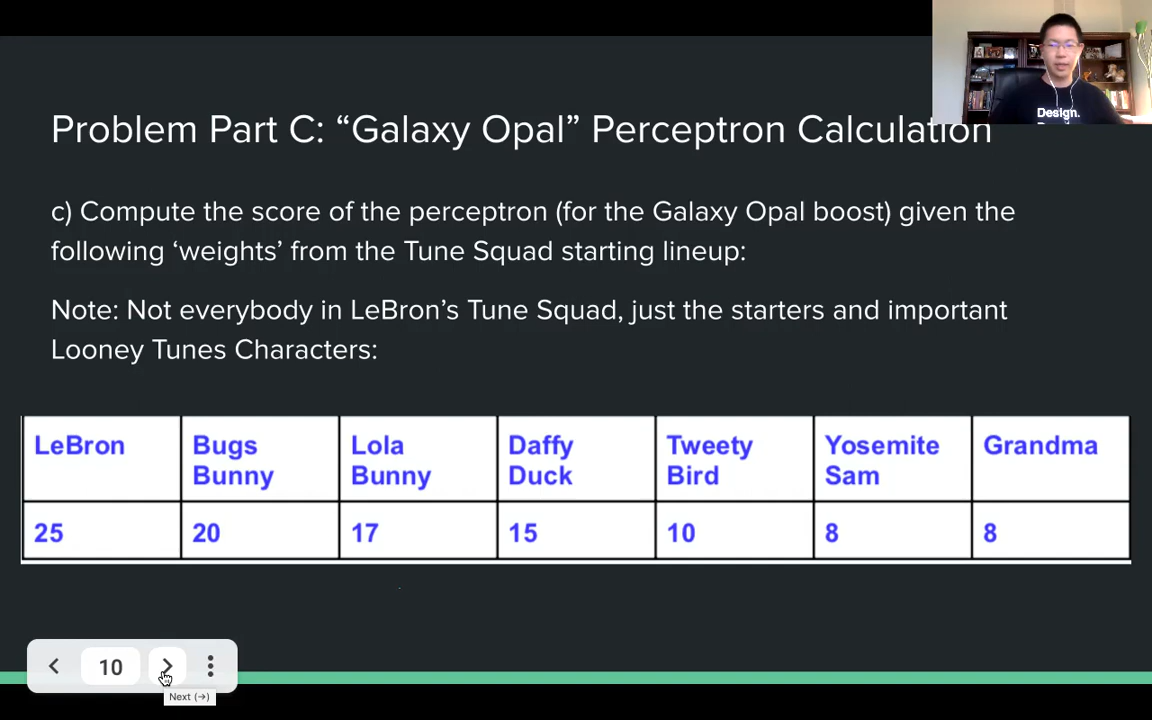 Design.
Problem Part C: “Galaxy Opal” Perceptron Calculation
c) Compute the score of the perceptron (for the Galaxy Opal boost) given the
following ‘weights’ from the Tune Squad starting lineup:
Note: Not everybody in LeBron’s Tune Squad, just the starters and important
Looney Tunes Characters:
LeBron Bugs Bunny Lola Bunny Daffy Duck Tweety Bird Yosemite Sam Grandma
25 20 17 15 10 8 8
10
Next (→)